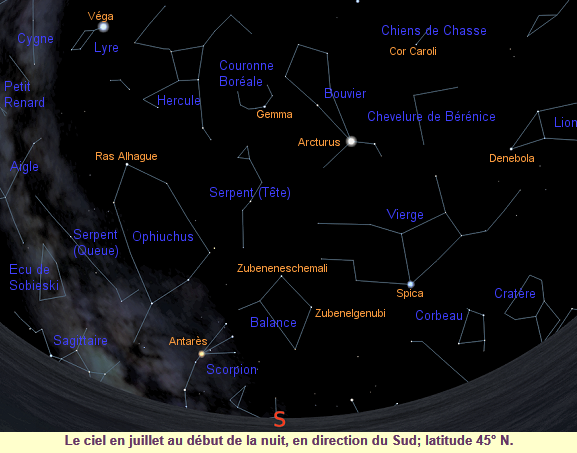 Véga
Chiens de Chasse
Cygne
Lyre
Cor Caroli
Couronne
Boréale
Petit
Renard
Hercule
Bouvier
Gemma
Chevelure de Bérénice
Lion
Arcturus
Ras Alhague
Denebola
Aigle
Serpent (Tête)
Vierge
Serpent
(Queue)
Ophiuchus
Zubeneneschemali
Ecu de
Sobieski
Spica
Cratère
Zubenelgenubi
Corbeau
Balance
Sagittaire
Antarès
Scorpion
S
Le ciel en juillet au début de la nuit, en direction du Sud; latitude 45° N.